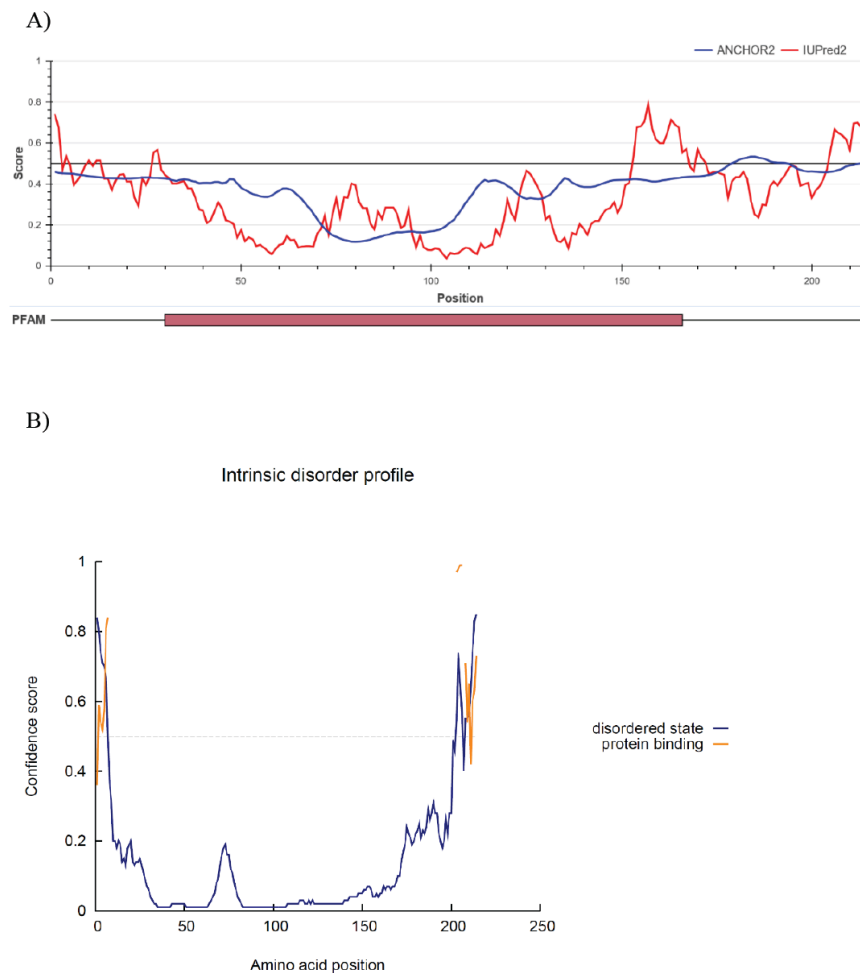 A)
ANCHOR2 IUPred2
1
0.8
0.6
0.4
0.2
0
Score
0 50 100 150 200
Position
PFAM
B)
Intrinsic disorder profile
1
0.8
0.6
0.4
0.2
0
Confidence score
disordered state
protein binding
0 50 100 150 200 250
Amino acid position